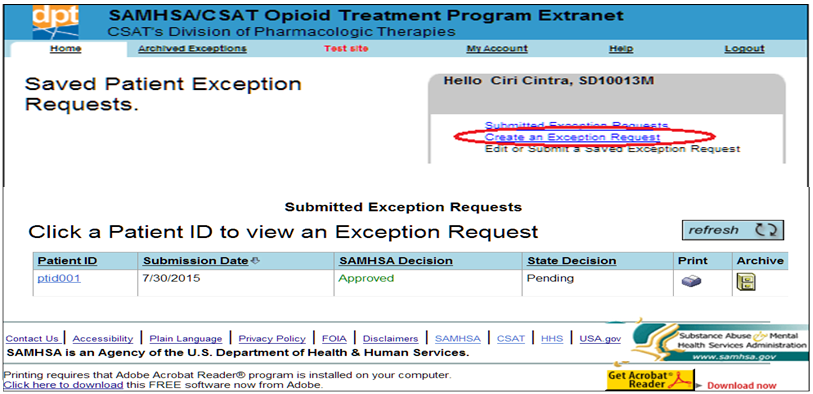 dpt
SAMHSA/CSAT Opioid Treatment Program Extranet
CSAT's Division of Pharmacologic Therapies
Home Archived Exceptions Test site My Account Help Logout
Saved Patient Exception
Requests.
Hello Ciri Cintra, SD10013M
Submitted Exception Requests
Create an Exception Request
Edit or Submit a Saved Exception Request
Submitted Exception Requests
Click a Patient ID to view an Exception Request
refresh
Patient ID Submission Date SAMHSA Decision State Decision Print Archive
ptid001 7/30/2015 Approved Pending
Contact Us | Accessibility | Plain Language | Privacy Policy | FOIA | Disclaimers | SAMHSA | CSAT | HHS | USA.gov
SAMHSA is an Agency of the U.S. Department of Health & Human Services.
Substance Abuse & Mental
Health Services Administration
www.samhsa.gov
Printing requires that Adobe Acrobat Reader® program is installed on your computer.
Click here to download this FREE software now from Adobe.
Get Acrobat®
Reader
Download now